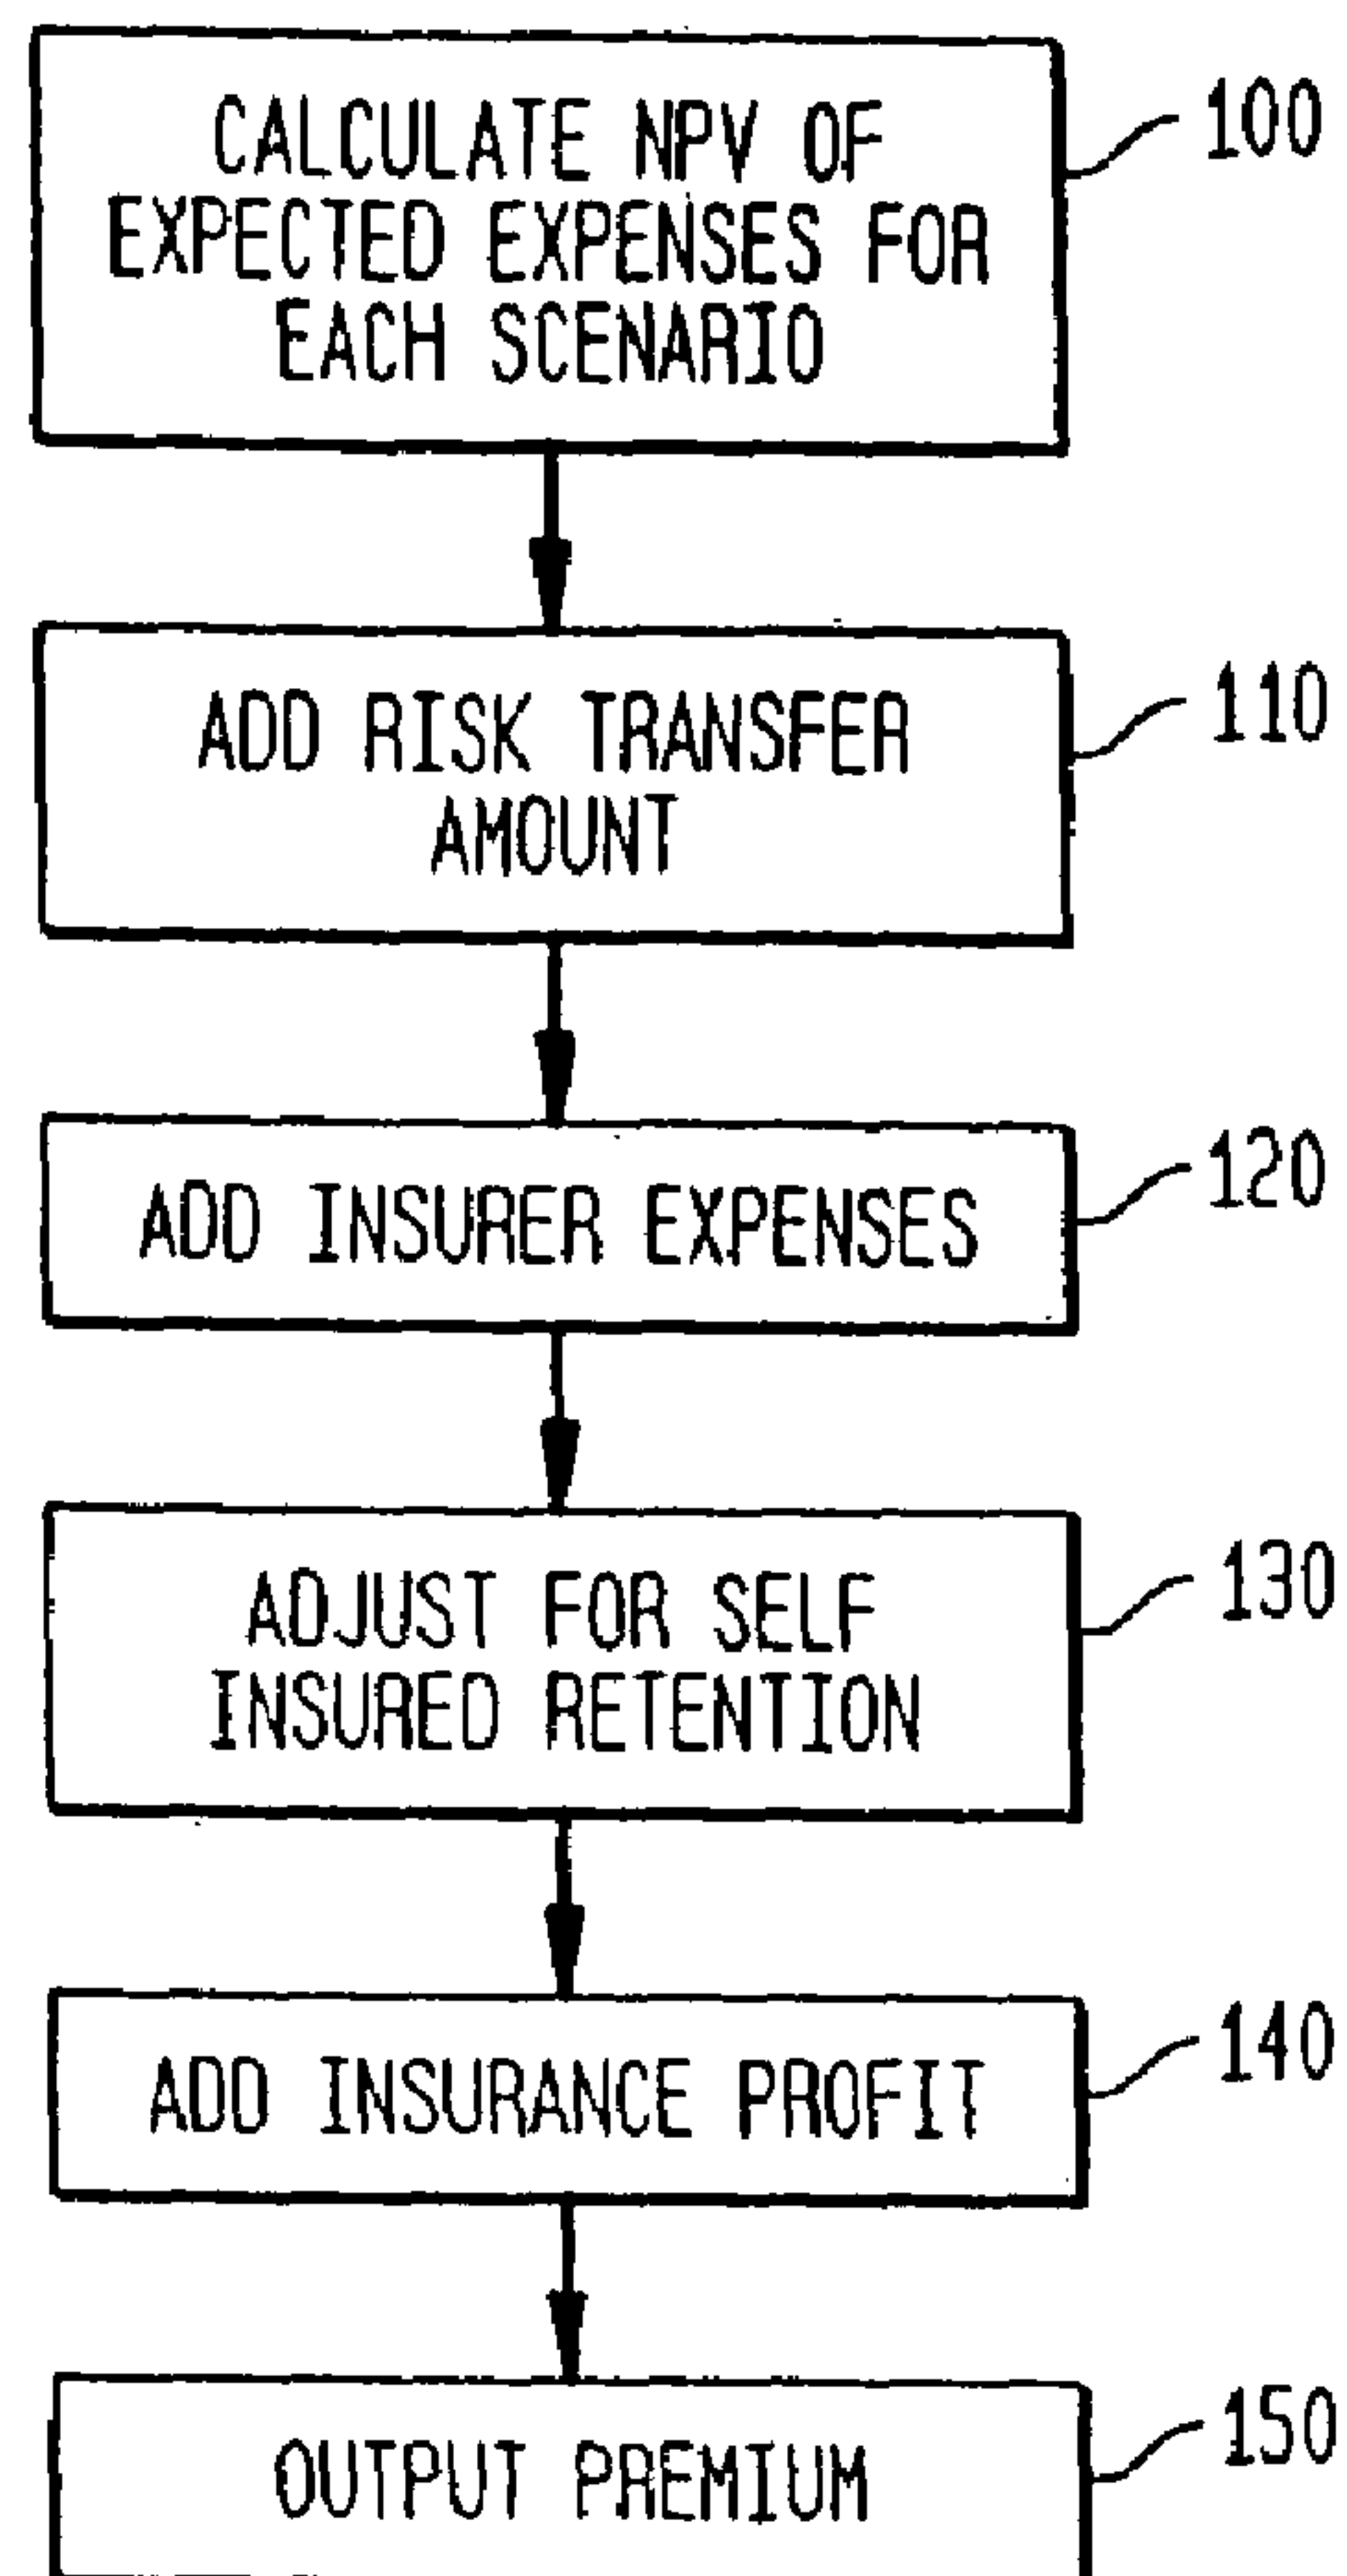 CALCULATE NPV OF
EXPECTED EXPENSES FOR
EACH SCENARIO
100
ADD RISK TRANSFER
AMOUNT
110
ADD INSURER EXPENSES
120
ADJUST FOR SELF
INSURED RETENTION
130
ADD INSURANCE PROFIT
140
OUTPUT PREMIUM
150